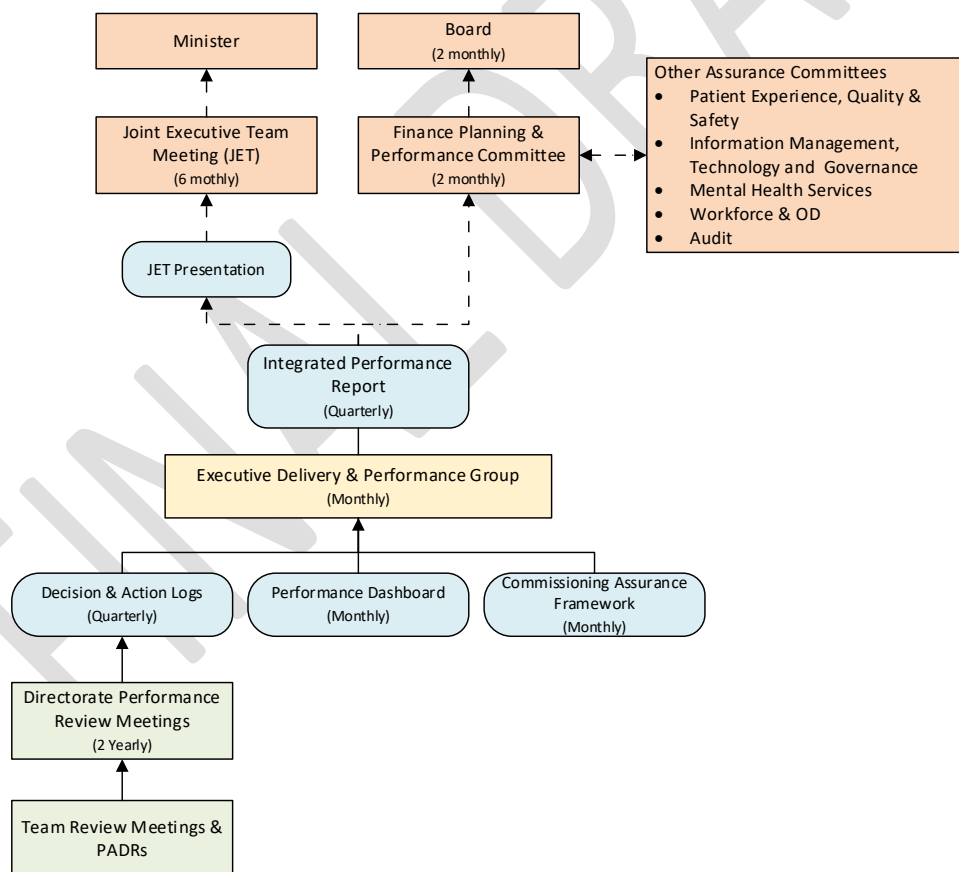 Minister
Board
(2 monthly)
Other Assurance Committees
• Patient Experience, Quality &
Safety
• Information Management,
Technology and Governance
• Mental Health Services
• Workforce & OD
• Audit
Joint Executive Team
Meeting (JET)
(6 mothly)
Finance Planning &
Performance Committee
(2 monthly)
JET Presentation
Integrated Performance
Report
(Quarterly)
Executive Delivery & Performance Group
(Monthly)
Decision & Action Logs
(Quarterly)
Performance Dashboard
(Monthly)
Commissioning Assurance
Framework
(Monthly)
Directorate Performance
Review Meetings
(2 Yearly)
Team Review Meetings &
PADRs
FINAL DRA